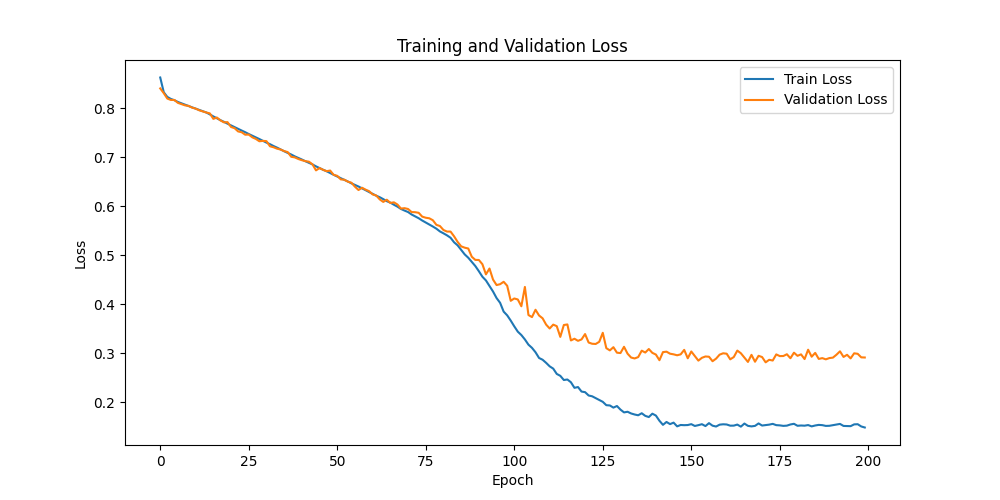 Training and Validation Loss
Train Loss
Validation Loss
Loss
0.8
0.7
0.6
0.5
0.4
0.3
0.2
0 25 50 75 100 125 150 175 200
Epoch